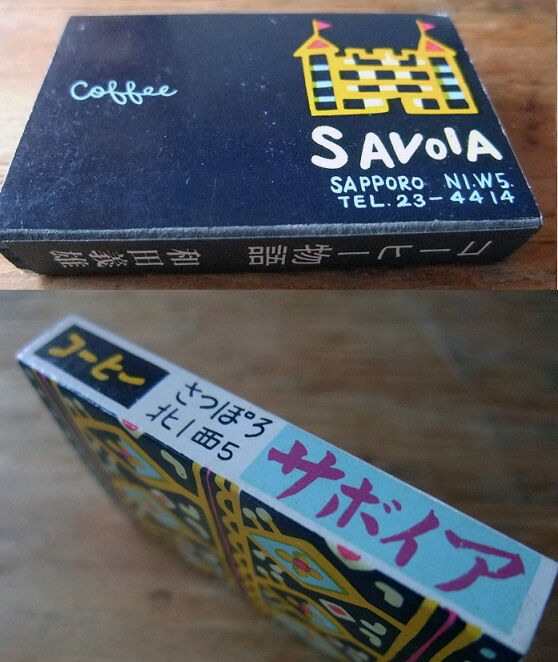 Coffee
SAVOIA
SAPPORO N1.W5.
TEL.23-4414
コーヒー物語 和田義雄
コーヒー
さっぽろ
北1西5
サボイア